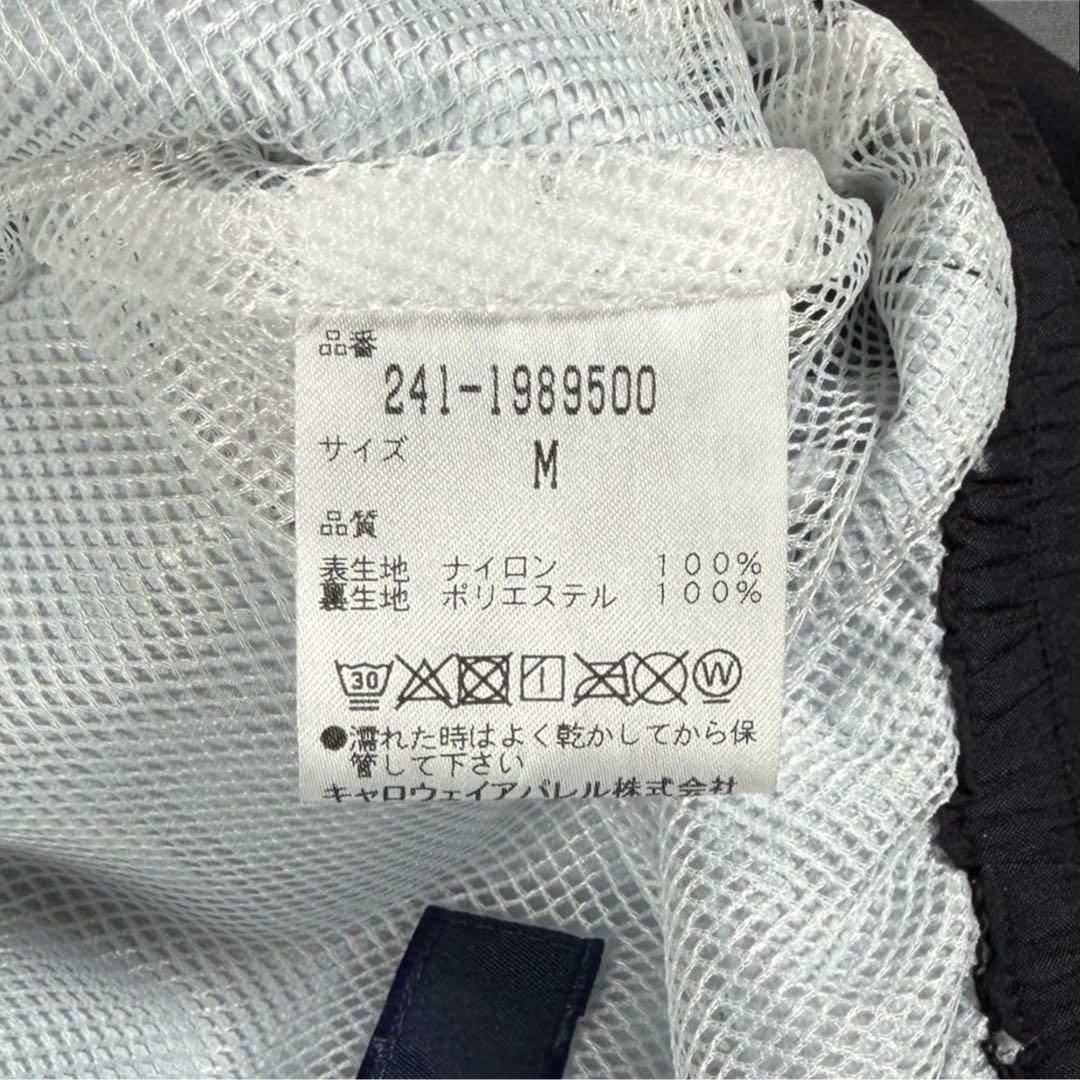 品番
241-1989500
サイズ M
品質
表生地 ナイロン 100%
裏生地 ポリエステル 100%
30 W
●濡れた時はよく乾かしてから保
管して下さい
キャロウェイアパレル株式会社